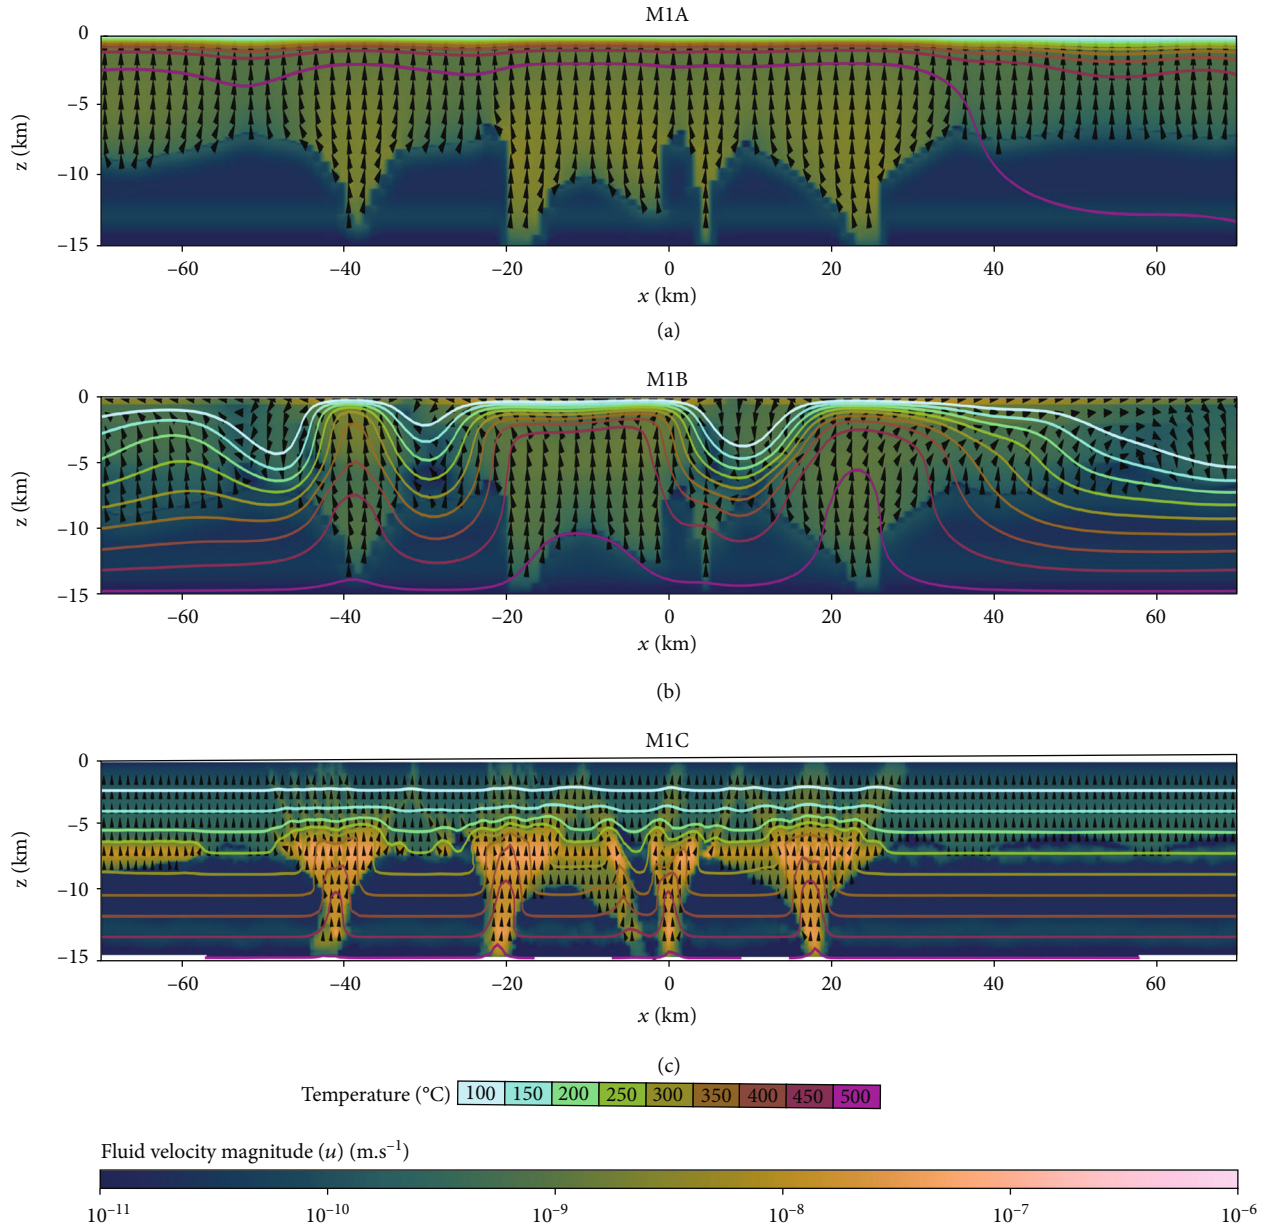 M1A
0
−5
−10
−15
z (km)
−60 −40 −20 0 20 40 60
x (km)
(a)
M1B
0
−5
−10
−15
z (km)
−60 −40 −20 0 20 40 60
x (km)
(b)
M1C
0
−5
−10
−15
z (km)
−60 −40 −20 0 20 40 60
x (km)
(c)
Temperature (°C) 100 150 200 250 300 350 400 450 500
Fluid velocity magnitude (u) (m.s⁻¹)
10⁻¹¹ 10⁻¹⁰ 10⁻⁹ 10⁻⁸ 10⁻⁷ 10⁻⁶